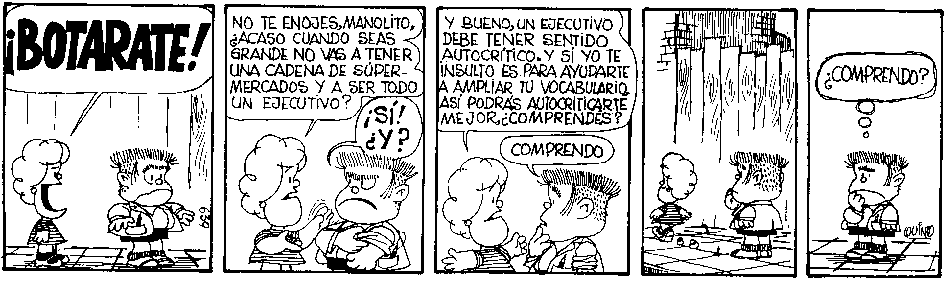 ¡BOTARATE!
NO TE ENOJES, MANOLITO.
¿ACASO CUANDO SEAS
GRANDE NO VAS A TENER
UNA CADENA DE SÚPER-
MERCADOS Y A SER TODO
UN EJECUTIVO?
¡SÍ!
¿Y?
Y BUENO, UN EJECUTIVO
DEBE TENER SENTIDO
AUTOCRÍTICO. Y SI YO TE
INSULTO ES PARA AYUDARTE
A AMPLIAR TU VOCABULARIO.
ASÍ PODRÁS AUTOCRITICARTE
MEJOR, ¿COMPRENDES?
COMPRENDO
¿COMPRENDO?
QUINO